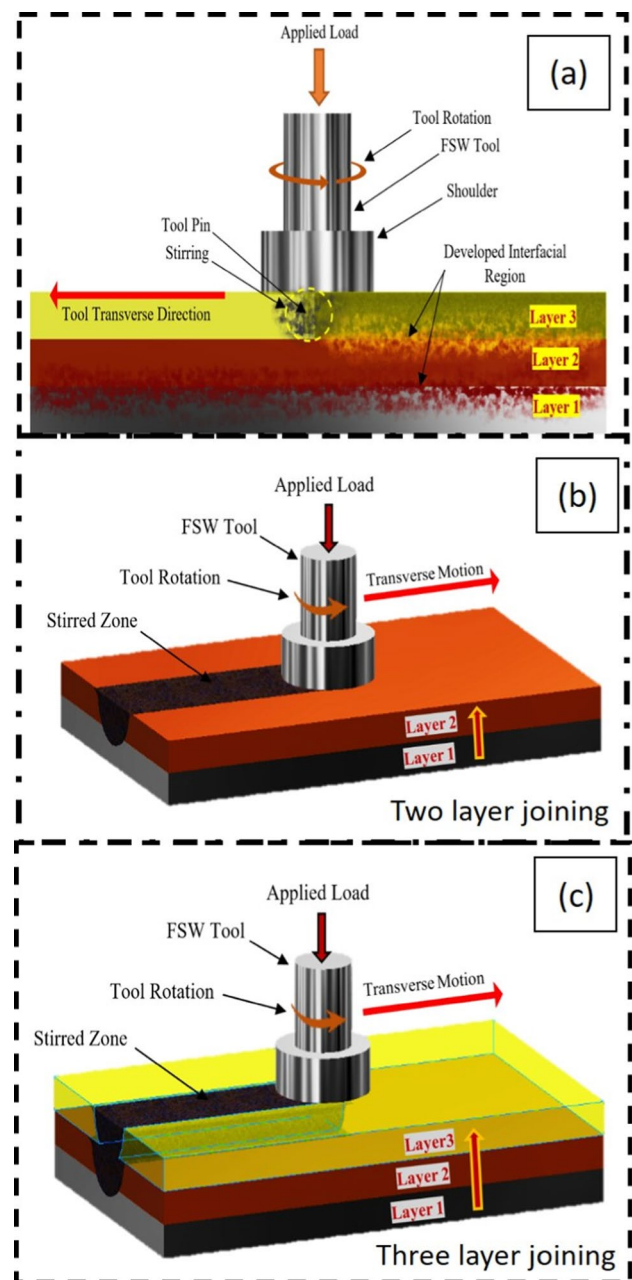 Applied Load
(a)
Tool Rotation
FSW Tool
Shoulder
Tool Pin
Stirring
Developed Interfacial
Region
Tool Transverse Direction
Layer 3
Layer 2
Layer 1
(b)
Applied Load
FSW Tool
Tool Rotation
Transverse Motion
Stirred Zone
Layer 2
Layer 1
Two layer joining
(c)
Applied Load
FSW Tool
Tool Rotation
Transverse Motion
Stirred Zone
Layer3
Layer 2
Layer 1
Three layer joining